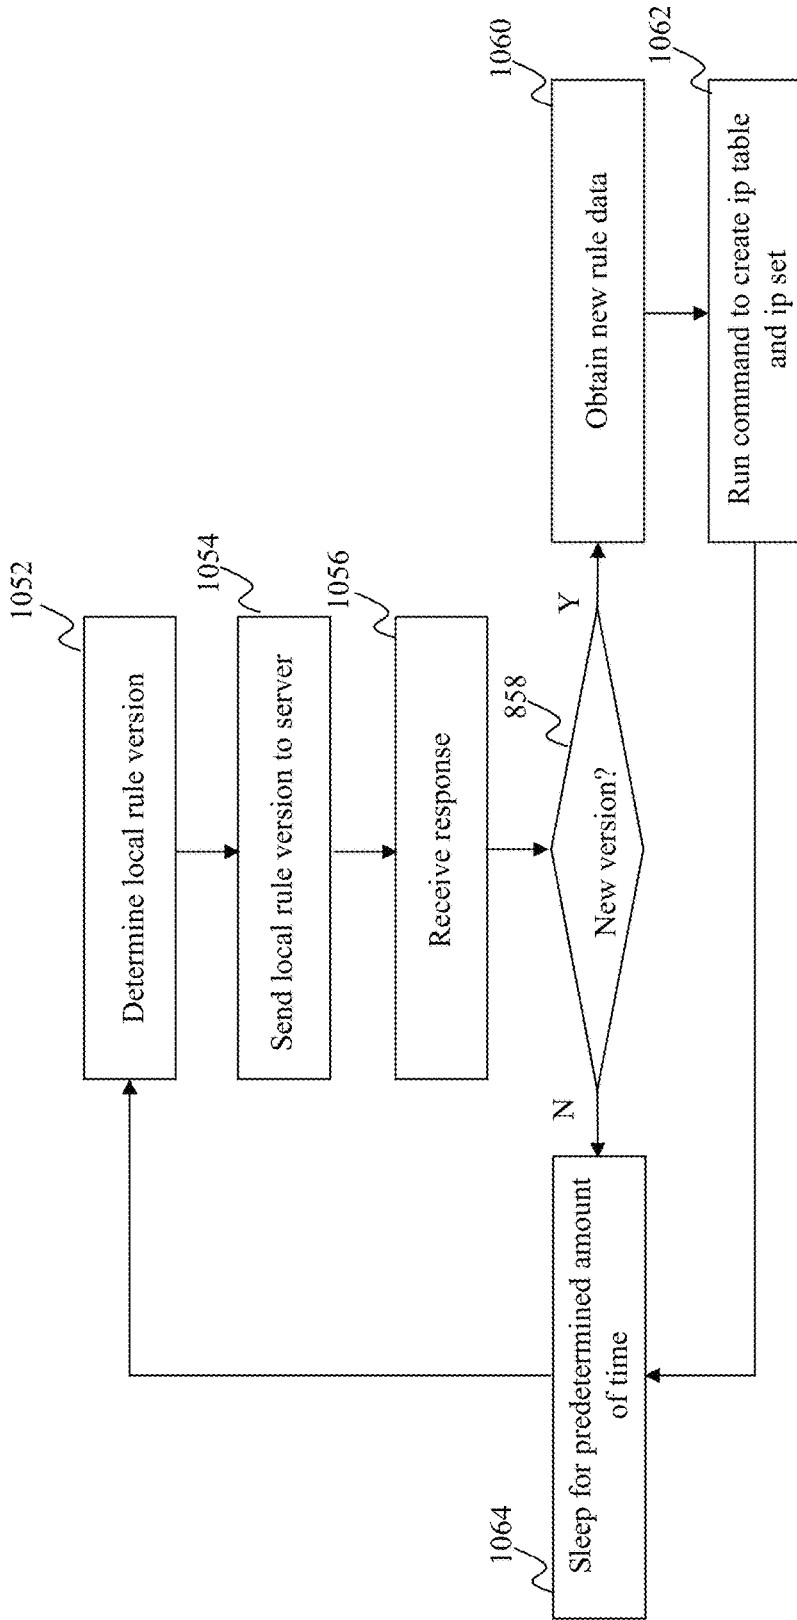 1052
Determine local rule version
1054
Send local rule version to server
1056
Receive response
858
New version?
N
Y
1060
Obtain new rule data
1062
Run command to create ip table
and ip set
1064
Sleep for predetermined amount
of time